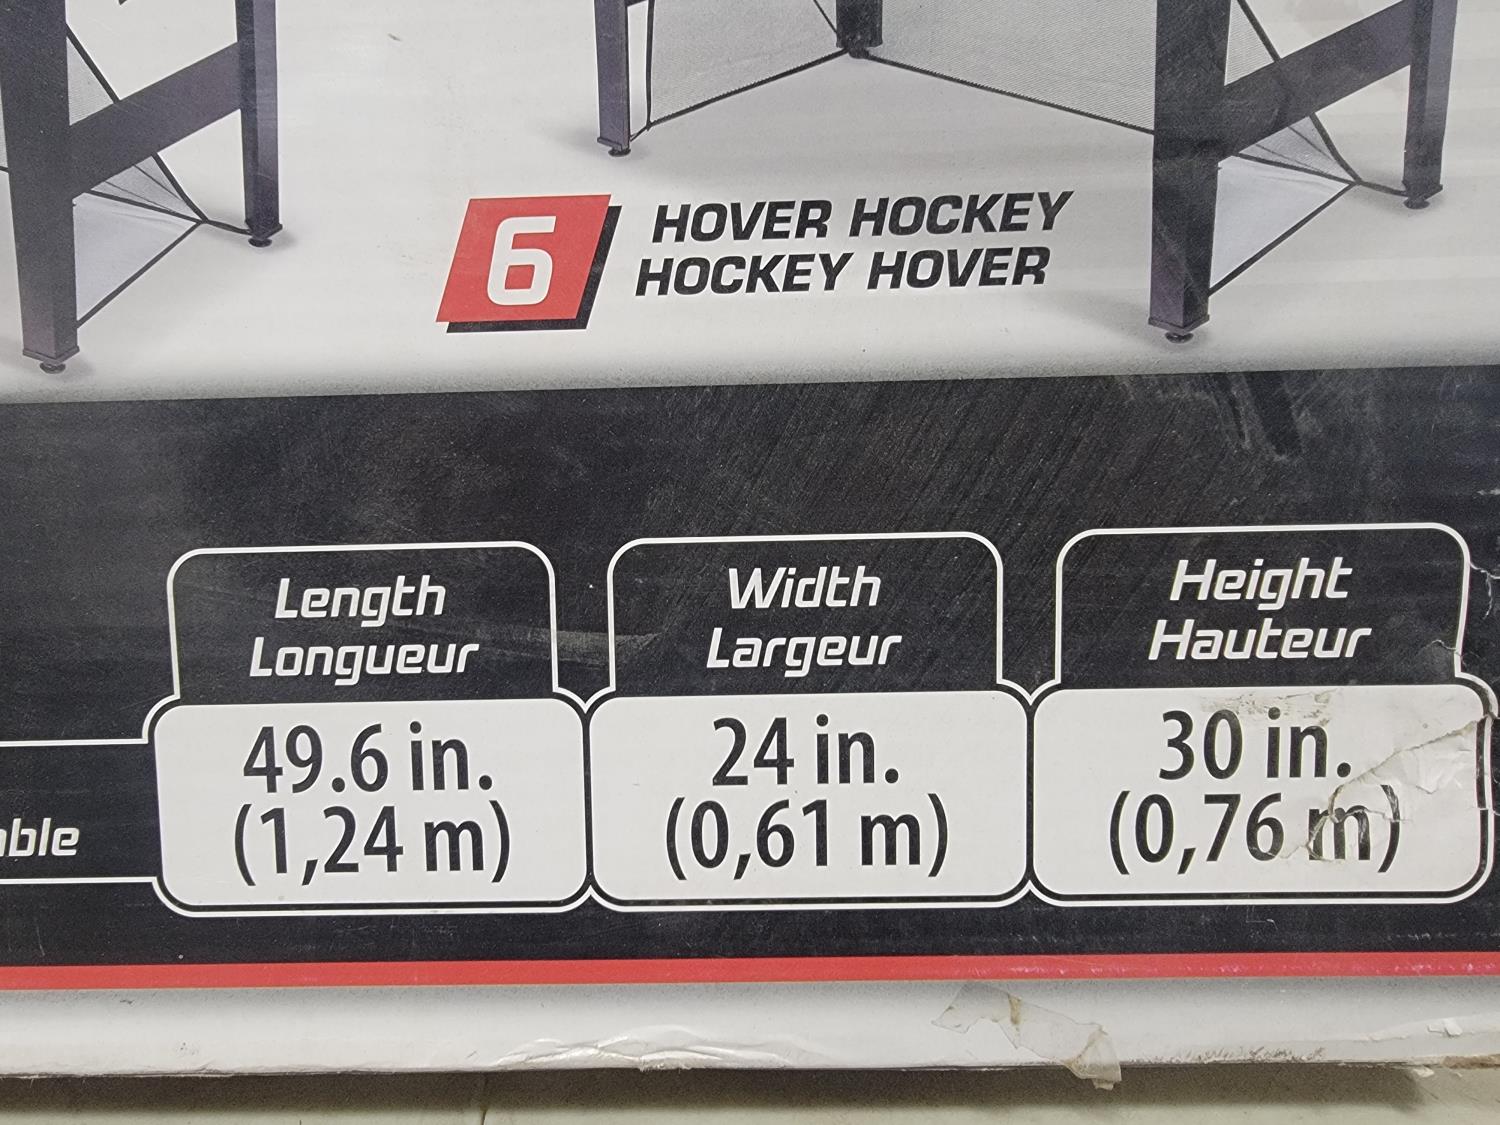 6
HOVER HOCKEY
HOCKEY HOVER
Length
Longueur
49.6 in.
(1,24 m)
Width
Largeur
24 in.
(0,61 m)
Height
Hauteur
30 in.
(0,76 m)